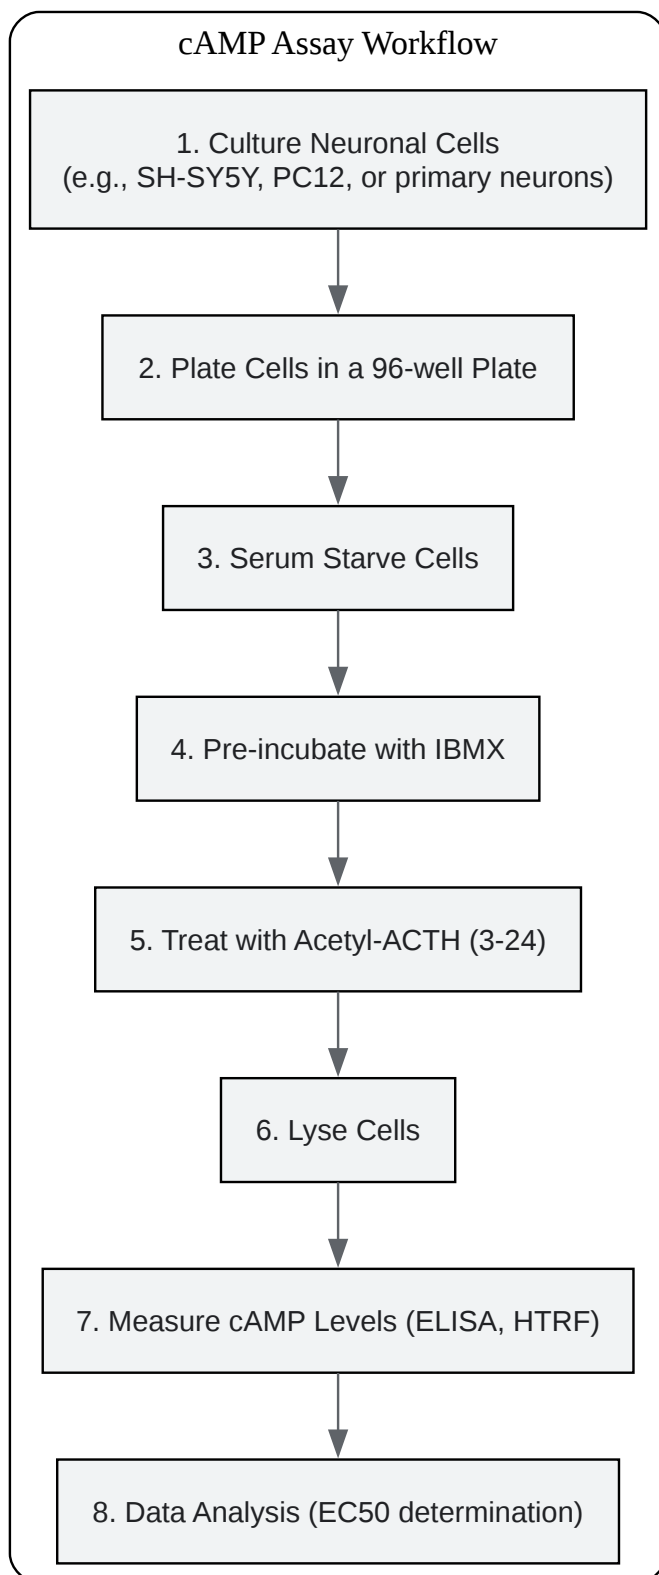 cAMP Assay Workflow
1. Culture Neuronal Cells
(e.g., SH-SY5Y, PC12, or primary neurons)
2. Plate Cells in a 96-well Plate
3. Serum Starve Cells
4. Pre-incubate with IBMX
5. Treat with Acetyl-ACTH (3-24)
6. Lyse Cells
7. Measure cAMP Levels (ELISA, HTRF)
8. Data Analysis (EC50 determination)